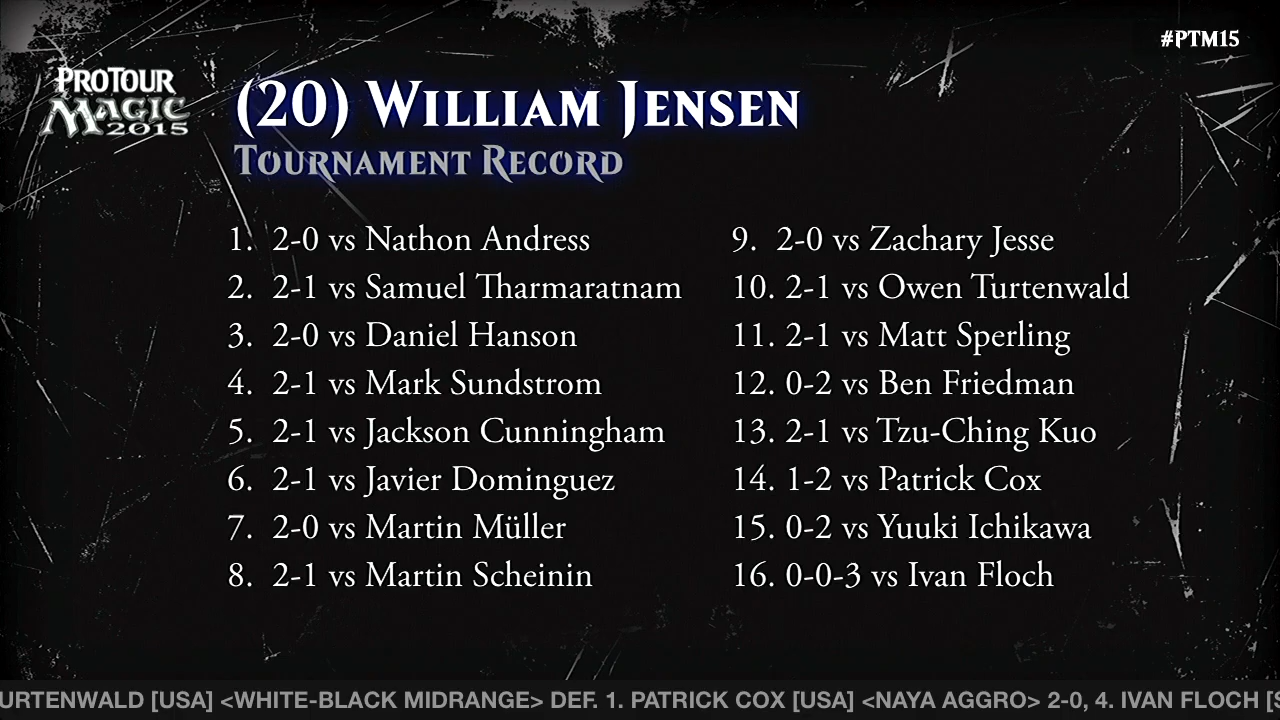 #PTM15
PROTOUR
MAGIC
2015
(20) WILLIAM JENSEN
TOURNAMENT RECORD
1. 2-0 vs Nathon Andress
2. 2-1 vs Samuel Tharmaratnam
3. 2-0 vs Daniel Hanson
4. 2-1 vs Mark Sundstrom
5. 2-1 vs Jackson Cunningham
6. 2-1 vs Javier Dominguez
7. 2-0 vs Martin Müller
8. 2-1 vs Martin Scheinin
9. 2-0 vs Zachary Jesse
10. 2-1 vs Owen Turtenwald
11. 2-1 vs Matt Sperling
12. 0-2 vs Ben Friedman
13. 2-1 vs Tzu-Ching Kuo
14. 1-2 vs Patrick Cox
15. 0-2 vs Yuuki Ichikawa
16. 0-0-3 vs Ivan Floch
URTENWALD [USA] <WHITE-BLACK MIDRANGE> DEF. 1. PATRICK COX [USA] <NAYA AGGRO> 2-0, 4. IVAN FLOCH [S